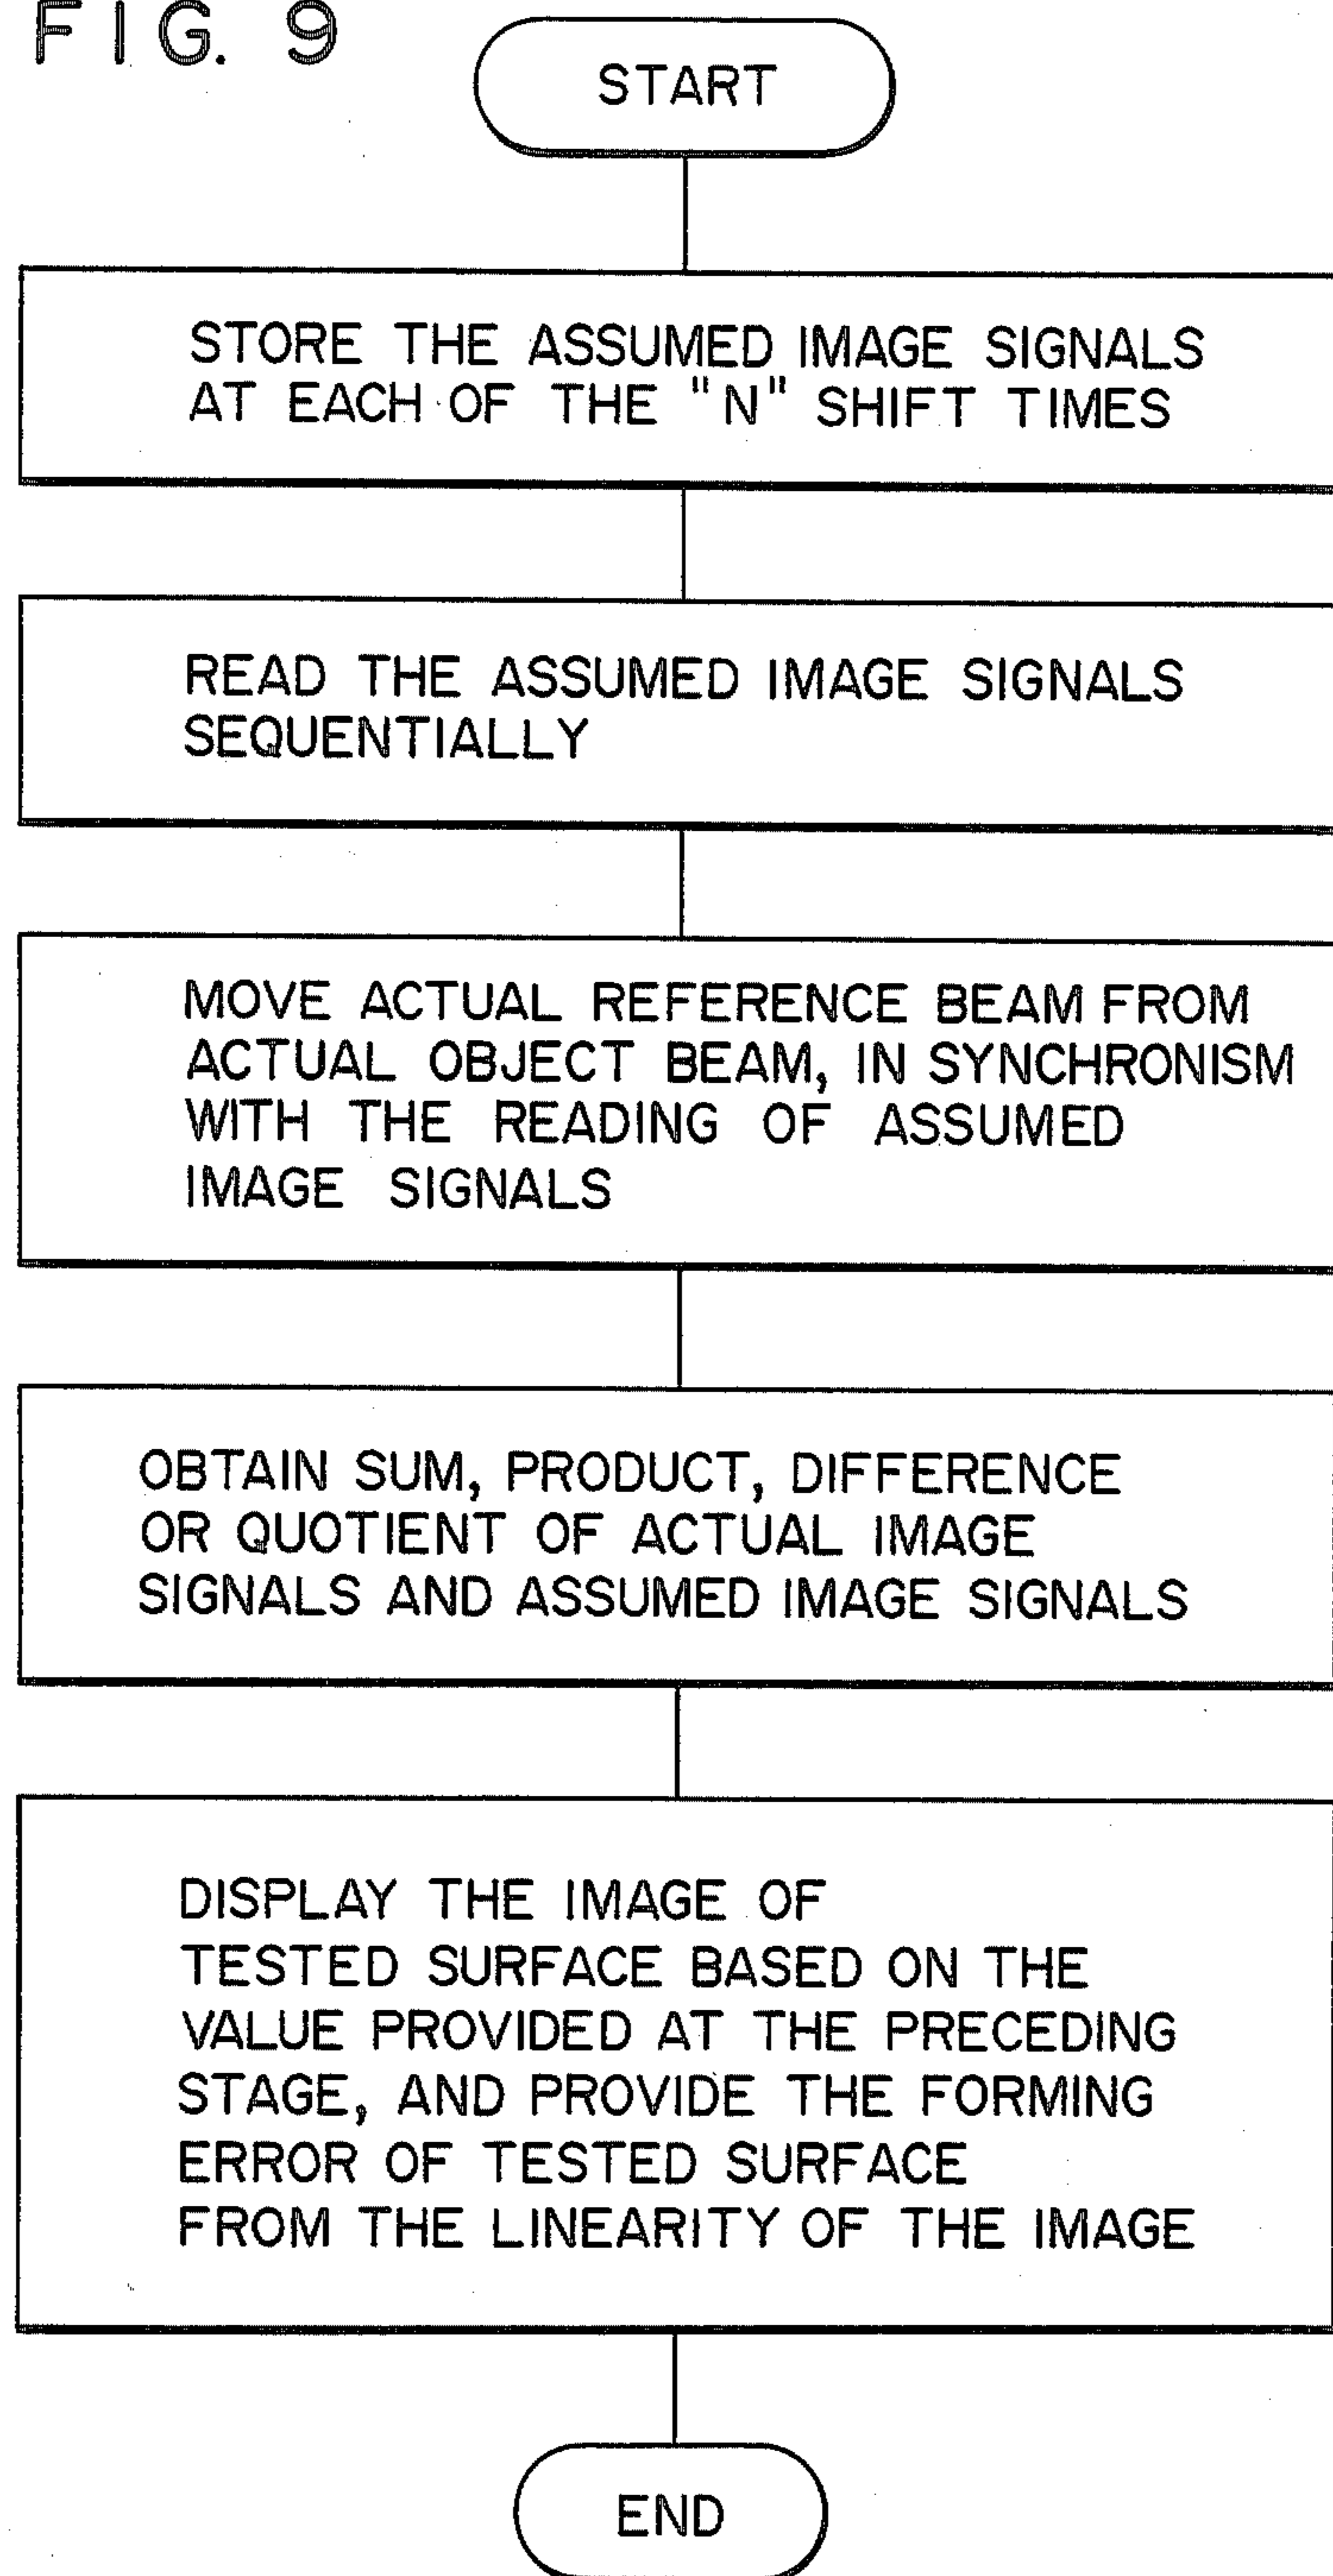 FIG. 9
START
STORE THE ASSUMED IMAGE SIGNALS
AT EACH OF THE "N" SHIFT TIMES
READ THE ASSUMED IMAGE SIGNALS
SEQUENTIALLY
MOVE ACTUAL REFERENCE BEAM FROM
ACTUAL OBJECT BEAM, IN SYNCHRONISM
WITH THE READING OF ASSUMED
IMAGE SIGNALS
OBTAIN SUM, PRODUCT, DIFFERENCE
OR QUOTIENT OF ACTUAL IMAGE
SIGNALS AND ASSUMED IMAGE SIGNALS
DISPLAY THE IMAGE OF
TESTED SURFACE BASED ON THE
VALUE PROVIDED AT THE PRECEDING
STAGE, AND PROVIDE THE FORMING
ERROR OF TESTED SURFACE
FROM THE LINEARITY OF THE IMAGE
END